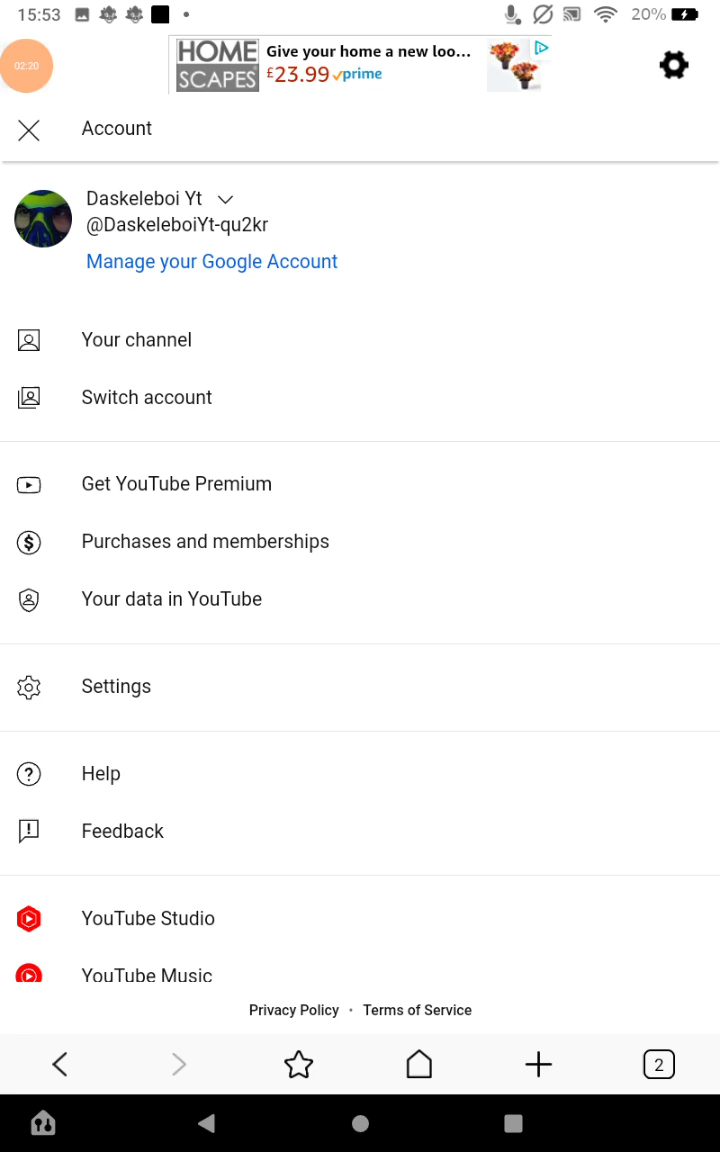 15:53
20%
02:20
HOME
SCAPES
Give your home a new loo...
£23.99 prime
Account
Daskeleboi Yt
@DaskeleboiYt-qu2kr
Manage your Google Account
Your channel
Switch account
Get YouTube Premium
Purchases and memberships
Your data in YouTube
Settings
Help
Feedback
YouTube Studio
YouTube Music
Privacy Policy · Terms of Service
2